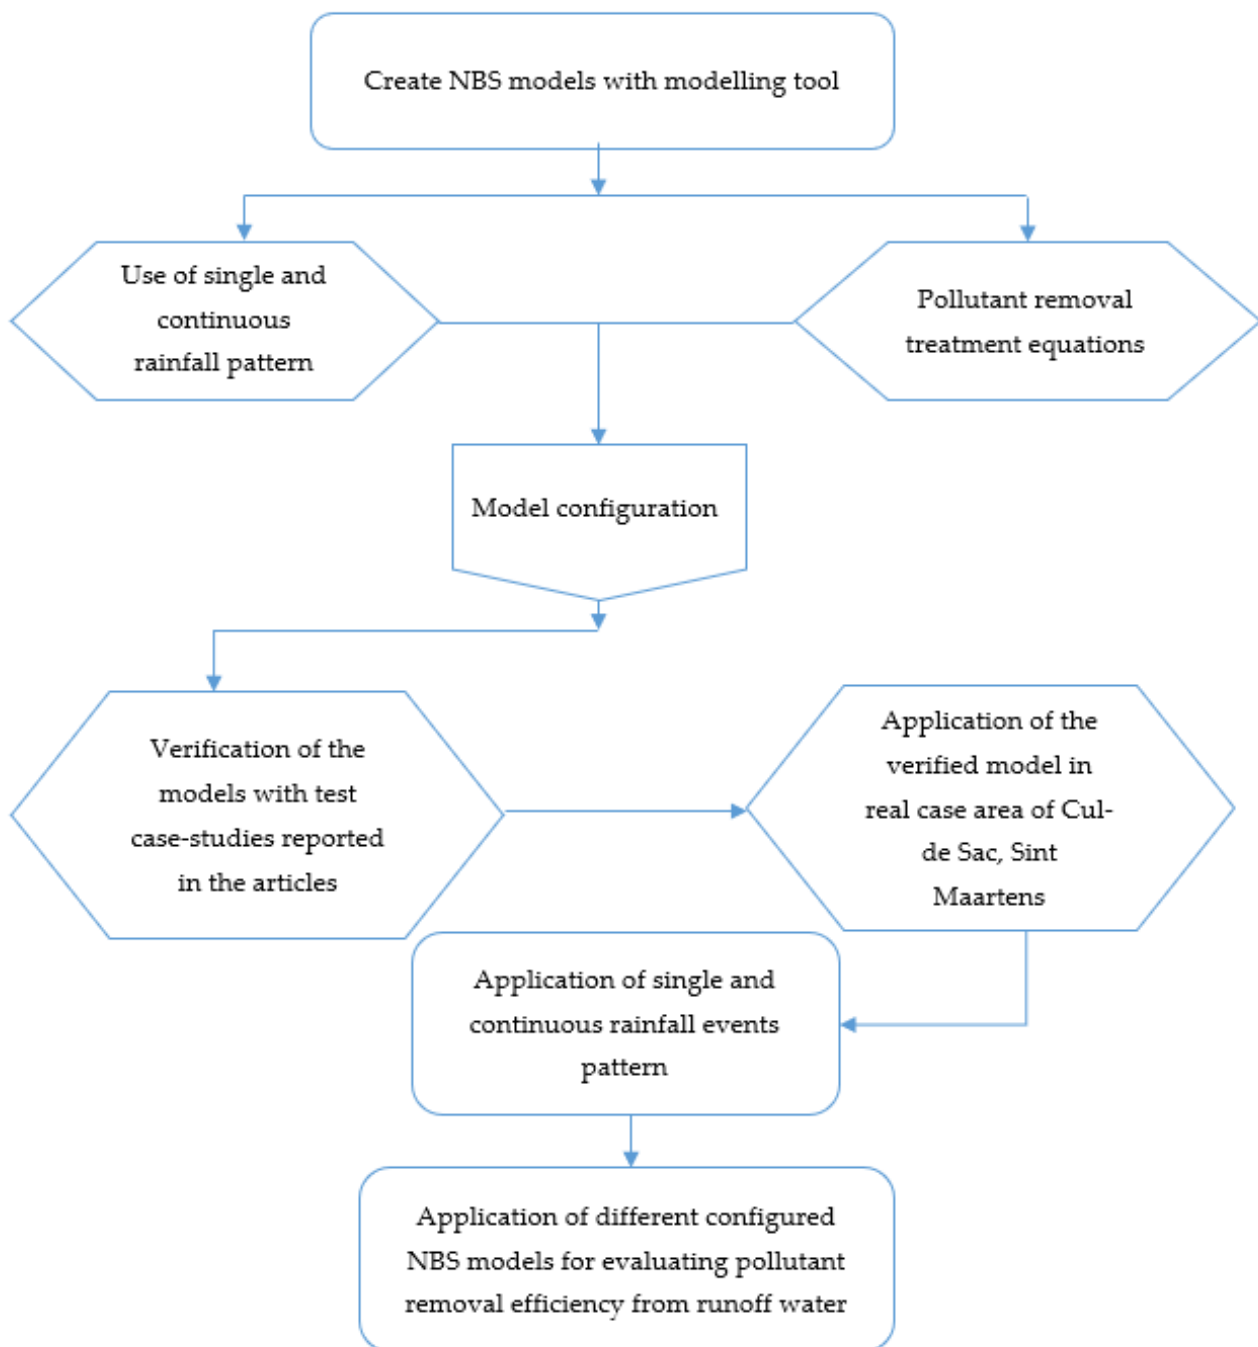 Create NBS models with modelling tool
Use of single and
continuous
rainfall pattern
Pollutant removal
treatment equations
Model configuration
Verification of the
models with test
case-studies reported
in the articles
Application of the
verified model in
real case area of Cul-
de Sac, Sint
Maartens
Application of single and
continuous rainfall events
pattern
Application of different configured
NBS models for evaluating pollutant
removal efficiency from runoff water